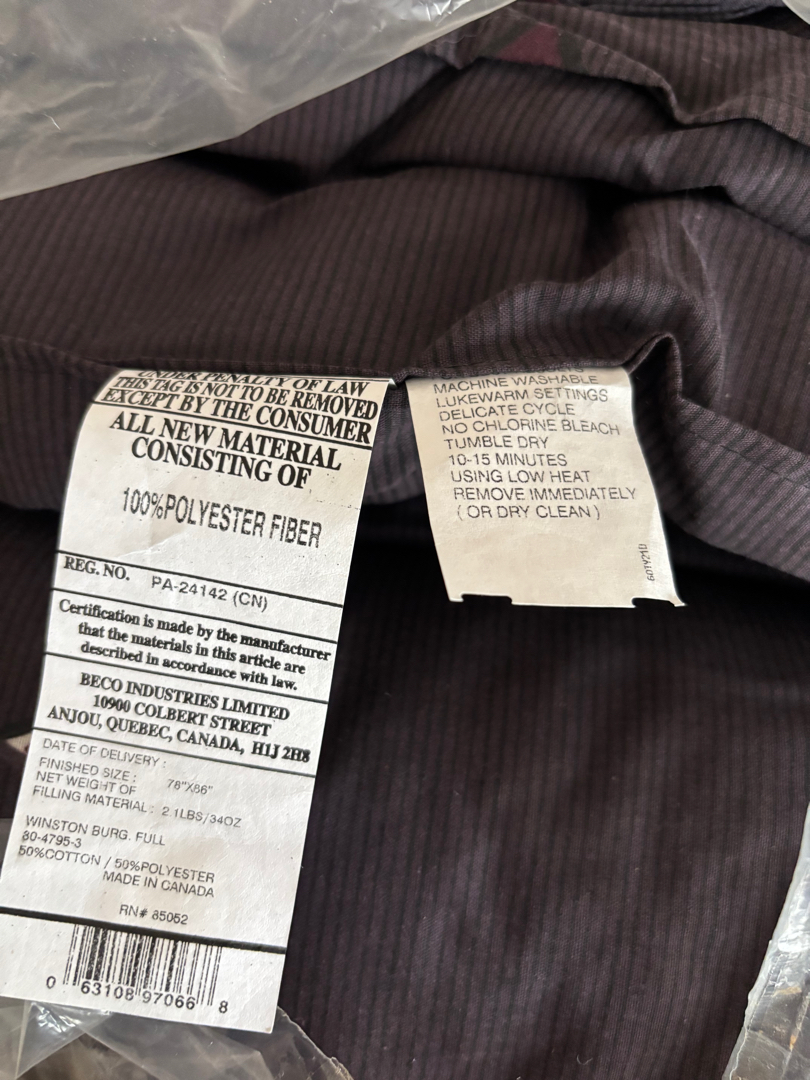 UNDER PENALTY OF LAW
THIS TAG IS NOT TO BE REMOVED
EXCEPT BY THE CONSUMER
ALL NEW MATERIAL
CONSISTING OF
100%POLYESTER FIBER
REG. NO. PA-24142 (CN)
Certification is made by the manufacturer
that the materials in this article are
described in accordance with law.
BECO INDUSTRIES LIMITED
10900 COLBERT STREET
ANJOU, QUEBEC, CANADA, H1J 2H8
DATE OF DELIVERY :
FINISHED SIZE : 78"X86"
NET WEIGHT OF
FILLING MATERIAL : 2.1LBS/34OZ
WINSTON BURG. FULL
80-4795-3
50%COTTON / 50%POLYESTER
MADE IN CANADA
RN# 85052
0 63108 97066 8
MACHINE WASHABLE
LUKEWARM SETTINGS
DELICATE CYCLE
NO CHLORINE BLEACH
TUMBLE DRY
10-15 MINUTES
USING LOW HEAT
REMOVE IMMEDIATELY
( OR DRY CLEAN )